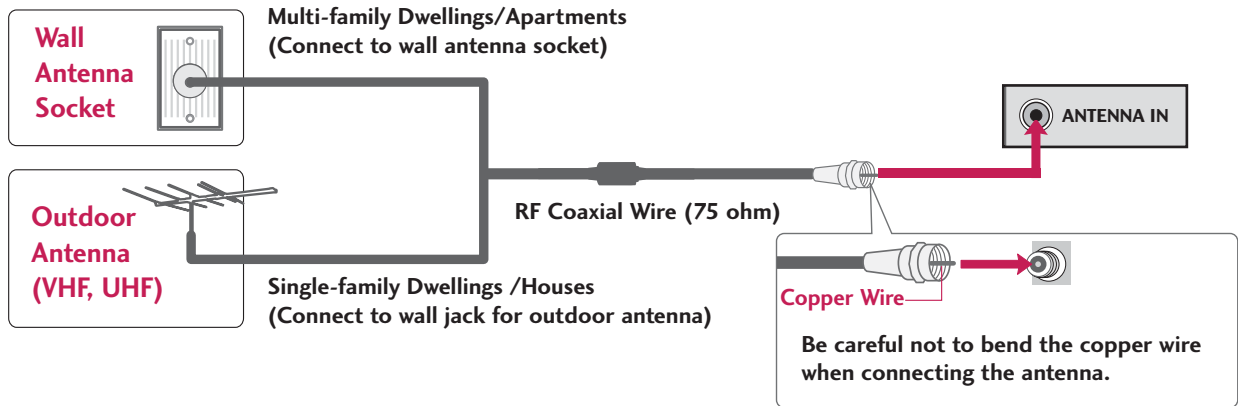 Wall
Antenna
Socket
Multi-family Dwellings/Apartments
(Connect to wall antenna socket)
ANTENNA IN
Outdoor
Antenna
(VHF, UHF)
RF Coaxial Wire (75 ohm)
Single-family Dwellings /Houses
(Connect to wall jack for outdoor antenna)
Copper Wire
Be careful not to bend the copper wire
when connecting the antenna.